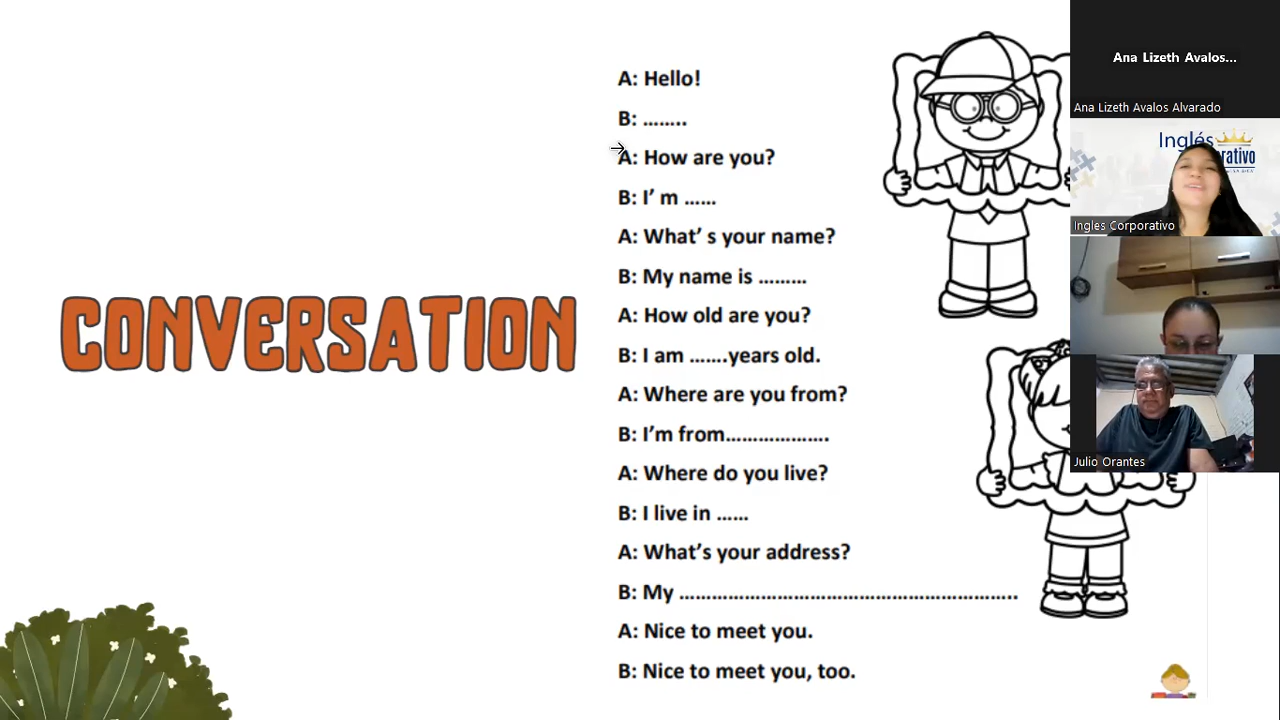 CONVERSATION
A: Hello!
B: ........
A: How are you?
B: I' m ......
A: What' s your name?
B: My name is .........
A: How old are you?
B: I am .......years old.
A: Where are you from?
B: I'm from...................
A: Where do you live?
B: I live in ......
A: What's your address?
B: My ..............................................................
A: Nice to meet you.
B: Nice to meet you, too.
Ana Lizeth Avalos...
Ana Lizeth Avalos Alvarado
Inglés
Ingles Corporativo
Julio Orantes